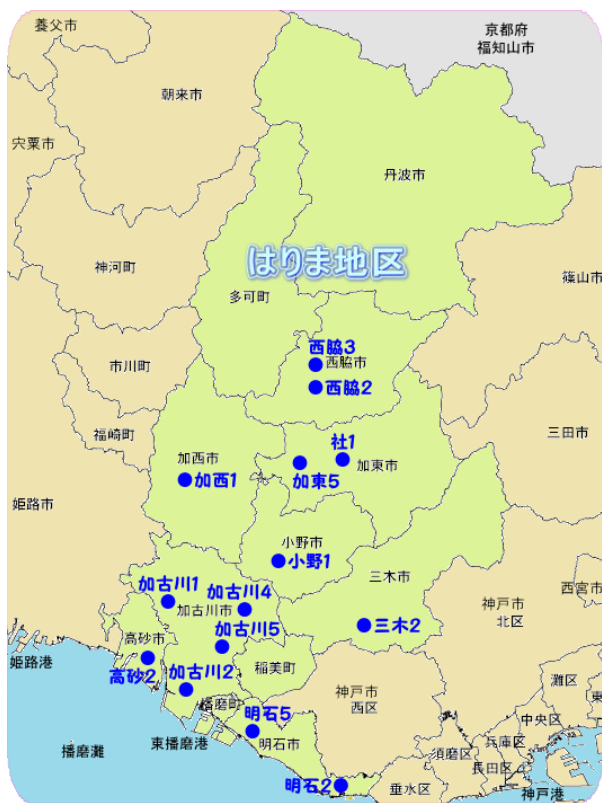 養父市
京都府
福知山市
朝来市
宍粟市
丹波市
はりま地区
神河町
多可町
篠山市
西脇3
西脇市
西脇2
市川町
福崎町
三田市
社1
加西市
加東市
加西1
加東5
姫路市
小野市
小野1
三木市
加古川1
加古川4
加古川市
神戸市
北区
西宮市
三木2
加古川5
高砂市
姫路港
高砂2
加古川2
稲美町
播磨町
神戸市
西区
灘区
東
明石5
中央区
播磨灘
東播磨港
明石市
兵庫区
須磨区
長田区
明石2
垂水区
神戸港